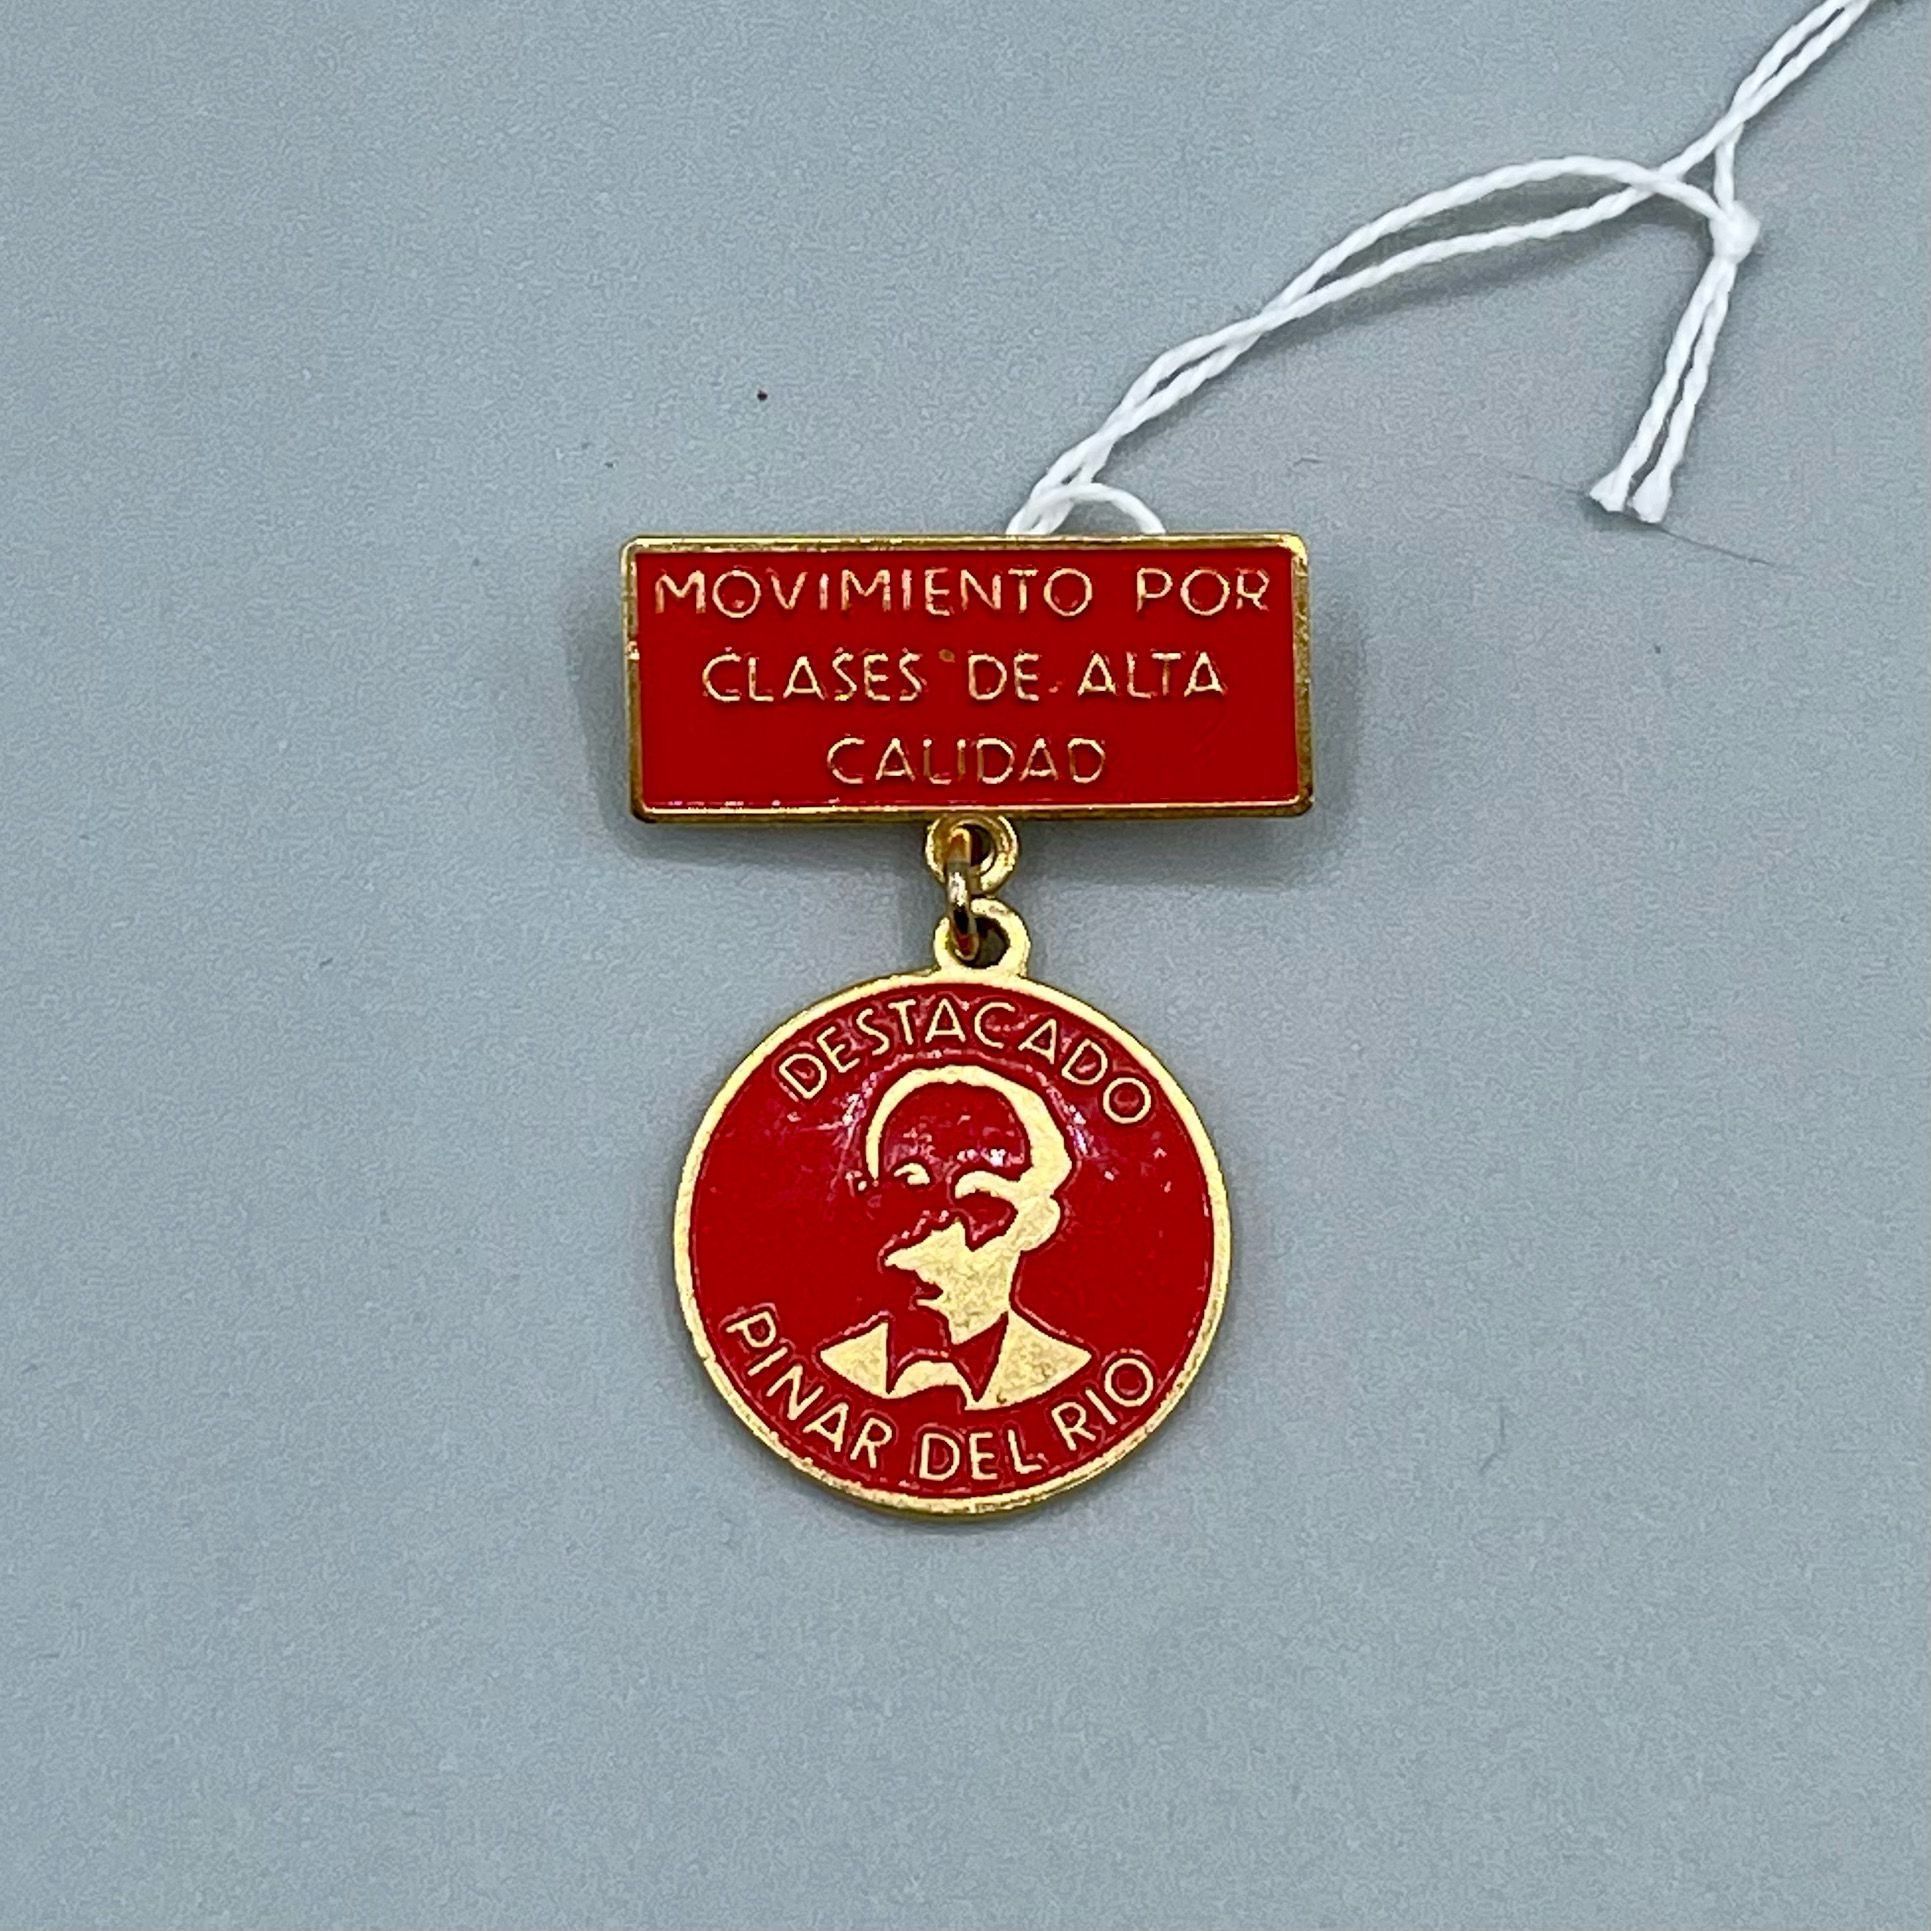 MOVIMIENTO POR
CLASES DE ALTA
CALIDAD
DESTACADO
PINAR DEL RIO